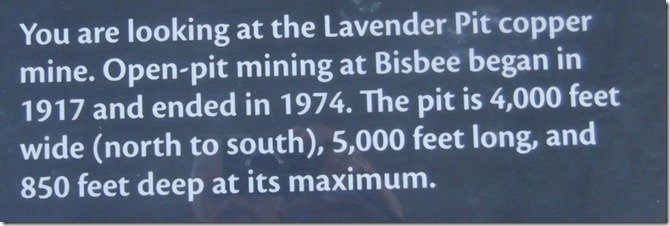 You are looking at the Lavender Pit copper
mine. Open-pit mining at Bisbee began in
1917 and ended in 1974. The pit is 4,000 feet
wide (north to south), 5,000 feet long, and
850 feet deep at its maximum.